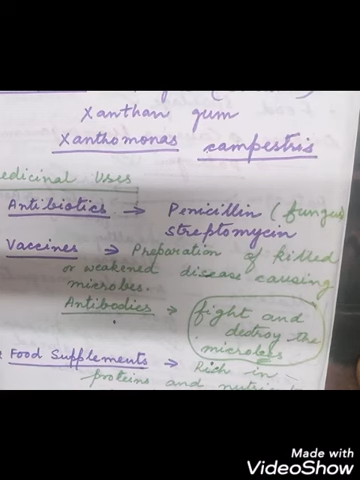 Xanthan gum
Xanthomonas campestris
edicinal Uses
Antibiotics → Penicillin (fungus
streptomycin
Vaccines → Preparation of killed
or weakened disease causing
microbes.
Antibodies → fight and
destroy the
microbes
Food Supplements → Rich in
proteins and
Made with
VideoShow